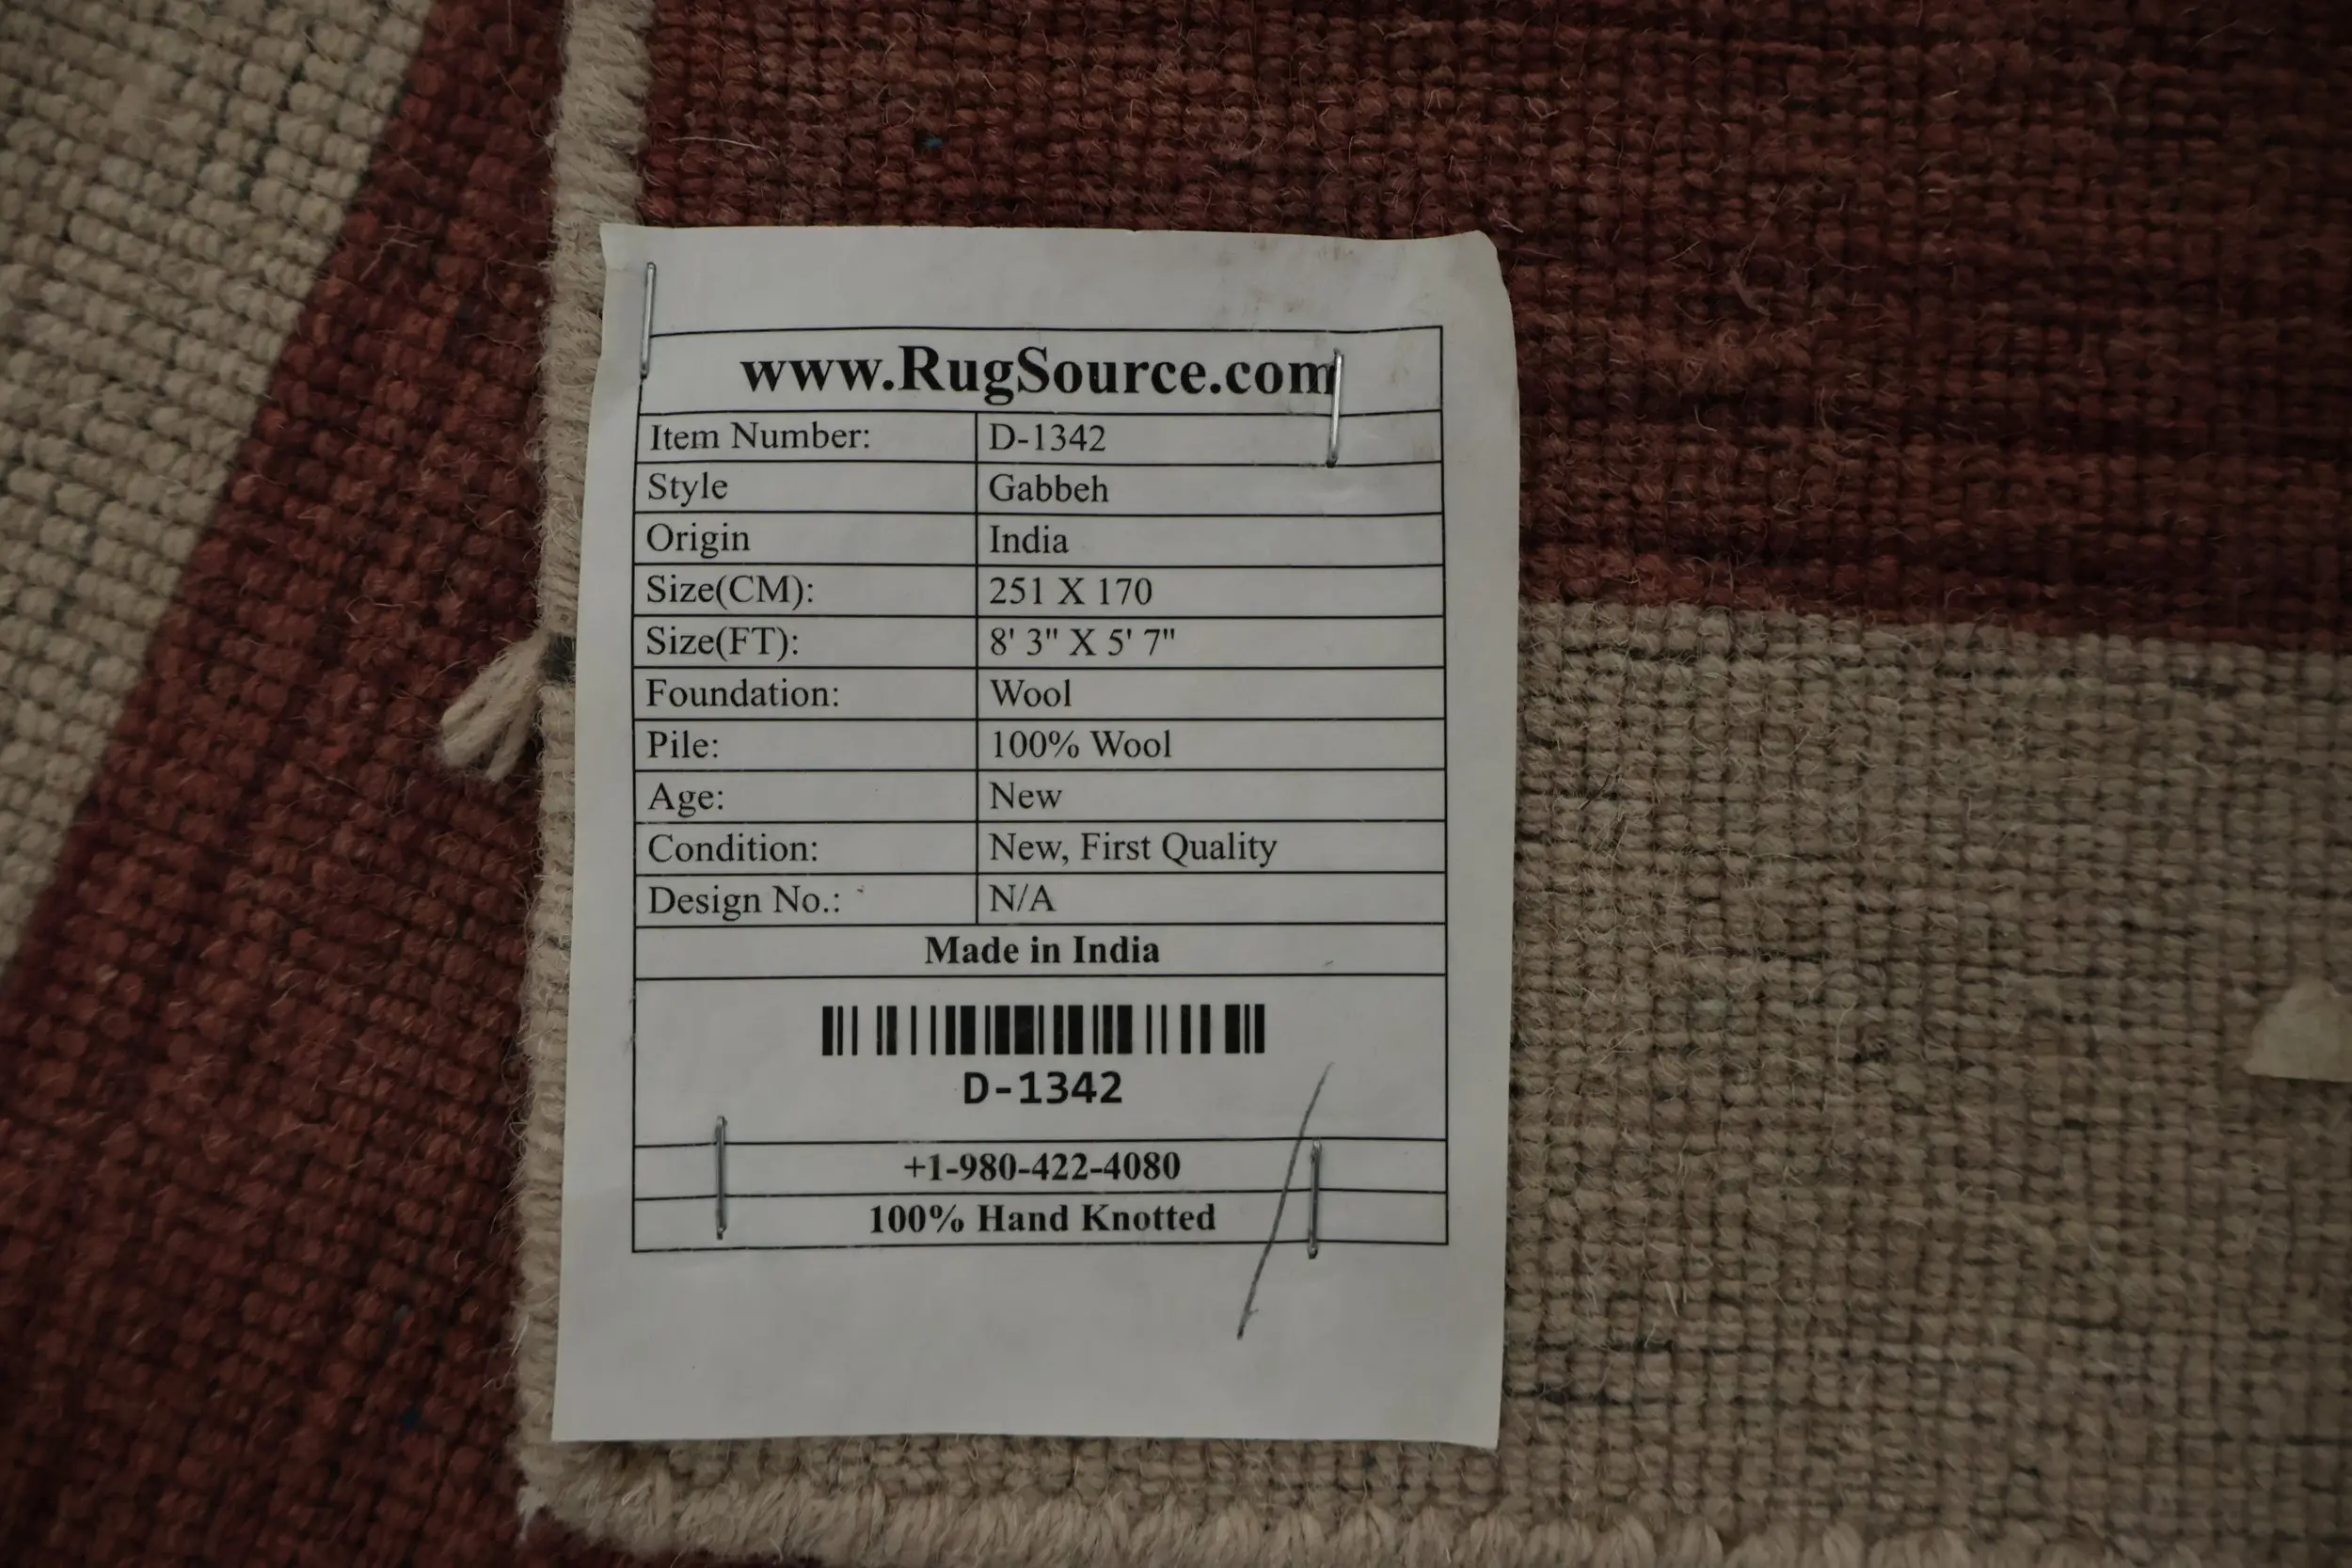 www.RugSource.com
Item Number: D-1342
Style Gabbeh
Origin India
Size(CM): 251 X 170
Size(FT): 8' 3" X 5' 7"
Foundation: Wool
Pile: 100% Wool
Age: New
Condition: New, First Quality
Design No.: N/A
Made in India
D-1342
+1-980-422-4080
100% Hand Knotted